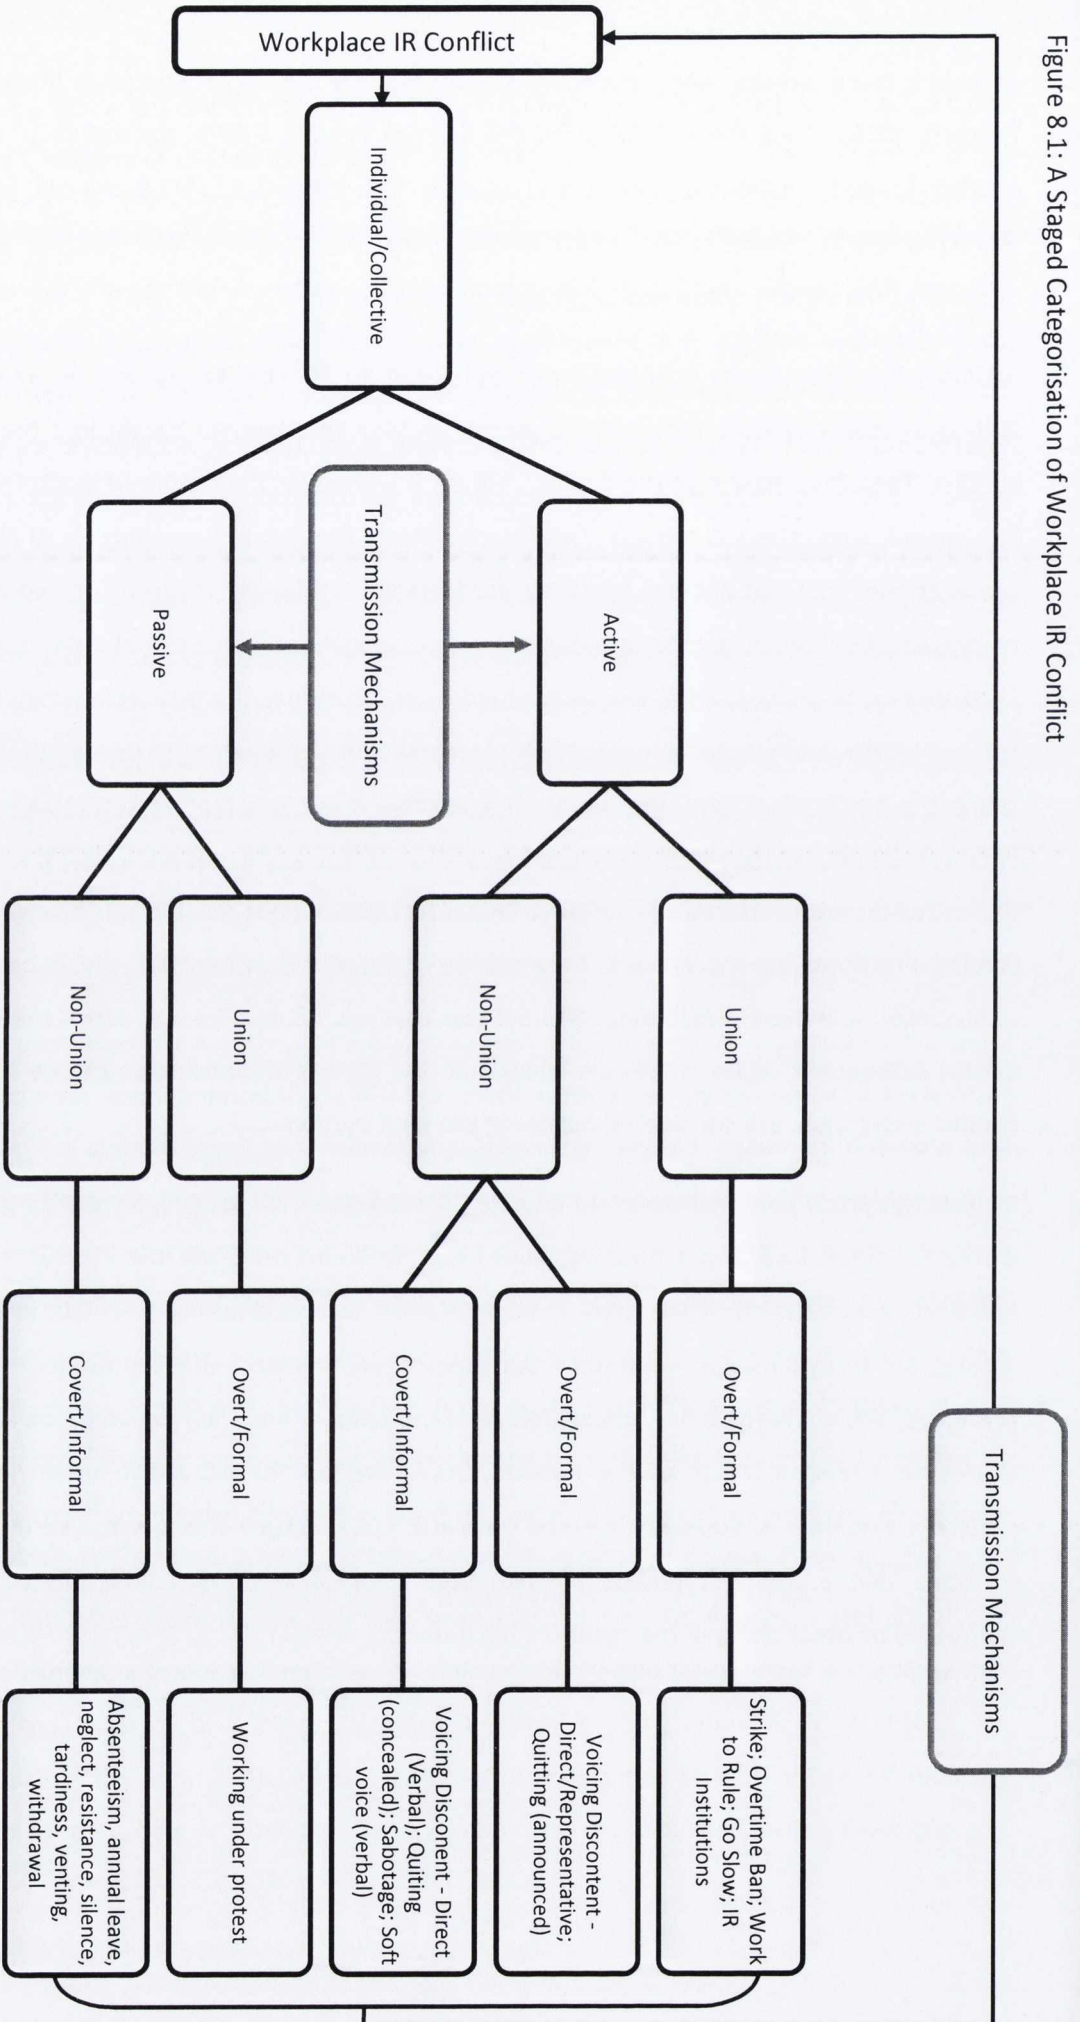 Figure 8.1: A Staged Categorisation of Workplace IR Conflict
Transmission Mechanisms
Workplace IR Conflict
Individual/Collective
Transmission Mechanisms
Active
Passive
Union
Non-Union
Union
Non-Union
Overt/Formal
Overt/Formal
Covert/Informal
Overt/Formal
Covert/Informal
Strike; Overtime Ban; Work
to Rule; Go Slow; IR
Institutions
Voicing Discontent -
Direct/Representative;
Quitting (announced)
Voicing Disconent - Direct
(Verbal); Quiting
(concealed); Sabotage; Soft
voice (verbal)
Working under protest
Absenteeism, annual leave,
neglect, resistance, silence,
tardiness, venting,
withdrawal